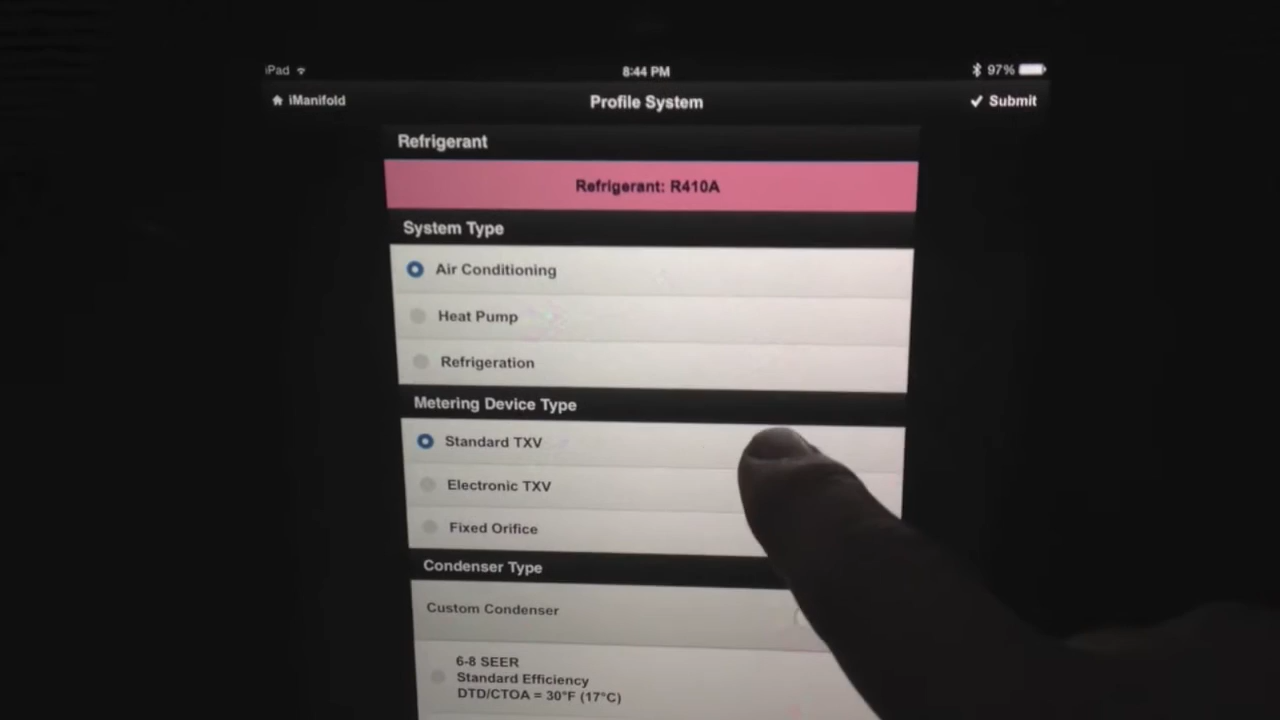 iPad 8:44 PM 97%
iManifold Profile System Submit
Refrigerant
Refrigerant: R410A
System Type
Air Conditioning
Heat Pump
Refrigeration
Metering Device Type
Standard TXV
Electronic TXV
Fixed Orifice
Condenser Type
Custom Condenser
6-8 SEER
Standard Efficiency
DTD/CTOA = 30°F (17°C)